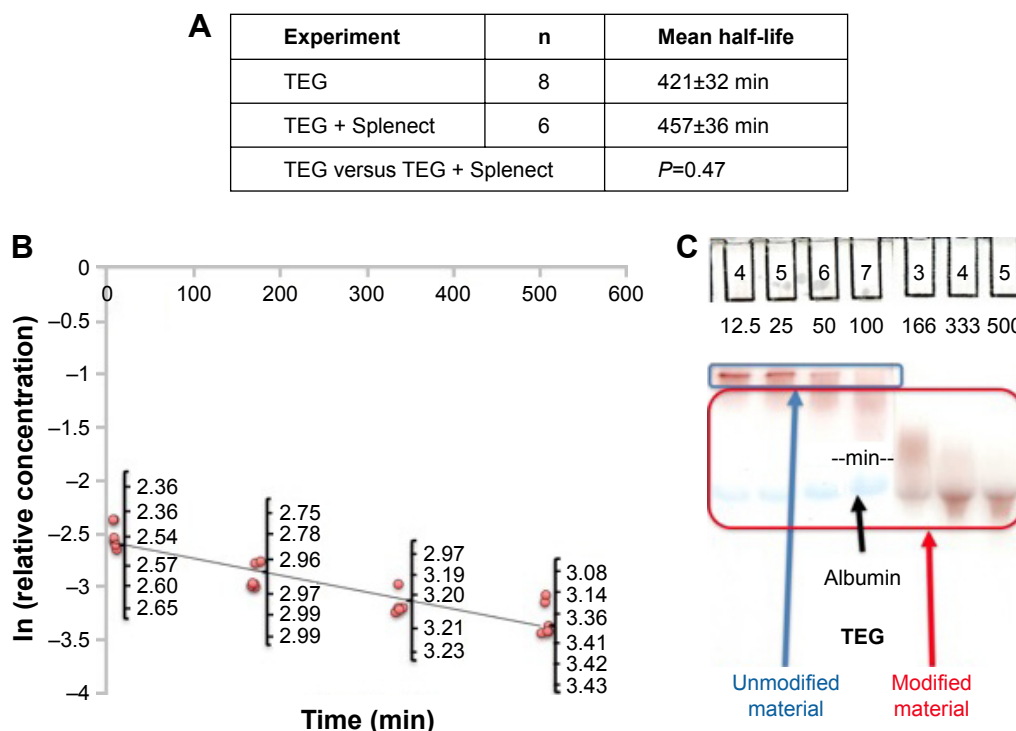 A
Experiment n Mean half-life
TEG 8 421±32 min
TEG + Splenect 6 457±36 min
TEG versus TEG + Splenect P=0.47
B
0
0 100 200 300 400 500 600
–0.5
–1
–1.5
–2
–2.5
–3
–3.5
–4
ln (relative concentration)
Time (min)
2.36
2.36
2.54
2.57
2.60
2.65
2.75
2.78
2.96
2.97
2.99
2.99
2.97
3.19
3.20
3.21
3.23
3.08
3.14
3.36
3.41
3.42
3.43
C
4 5 6 7 3 4 5
12.5 25 50 100 166 333 500
--min--
Albumin
TEG
Unmodified
material
Modified
material